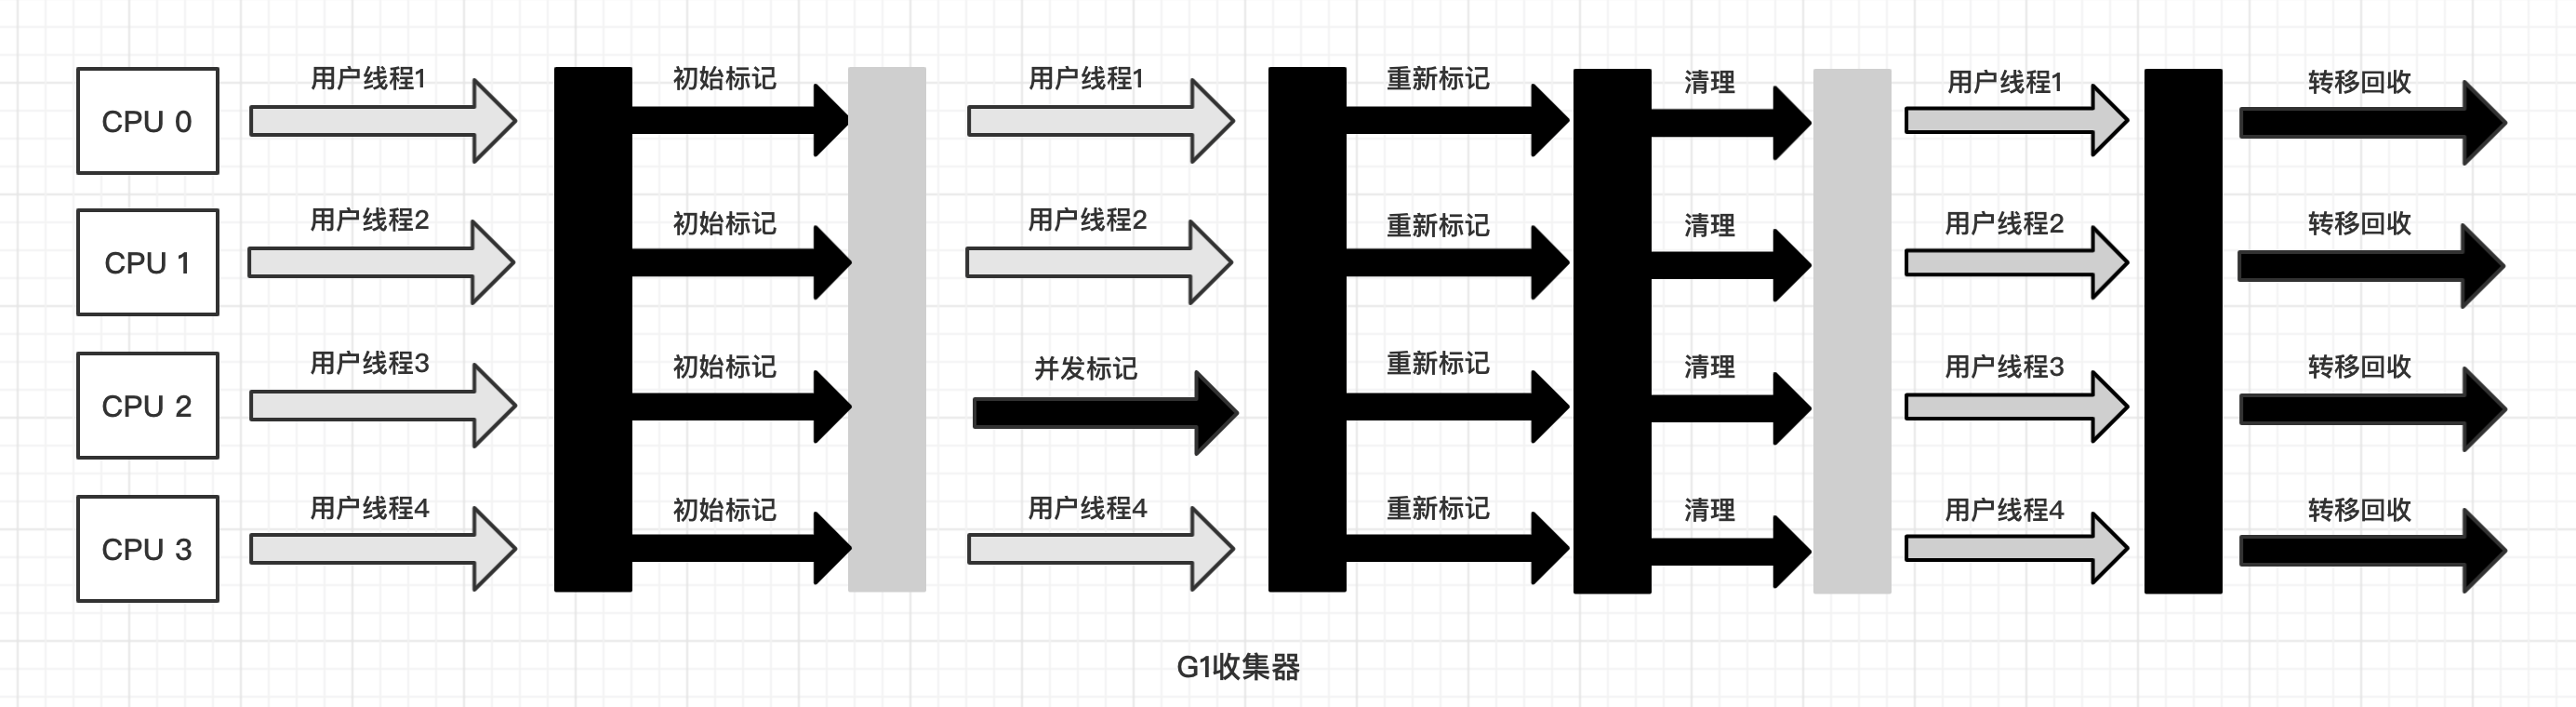 CPU 0 用户线程1 初始标记 用户线程1 重新标记 清理 用户线程1 转移回收
CPU 1 用户线程2 初始标记 用户线程2 重新标记 清理 用户线程2 转移回收
CPU 2 用户线程3 初始标记 并发标记 重新标记 清理 用户线程3 转移回收
CPU 3 用户线程4 初始标记 用户线程4 重新标记 清理 用户线程4 转移回收
G1收集器